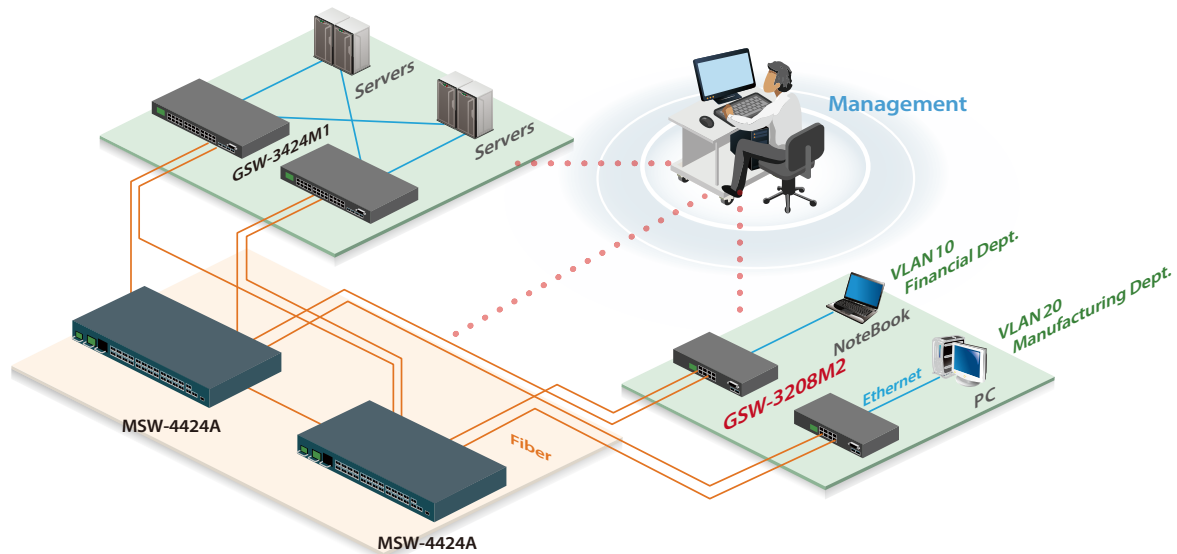 Servers
Servers
GSW-3424M1
Management
VLAN 10
Financial Dept.
VLAN 20
Manufacturing Dept.
NoteBook
GSW-3208M2
Ethernet
PC
MSW-4424A
Fiber
MSW-4424A